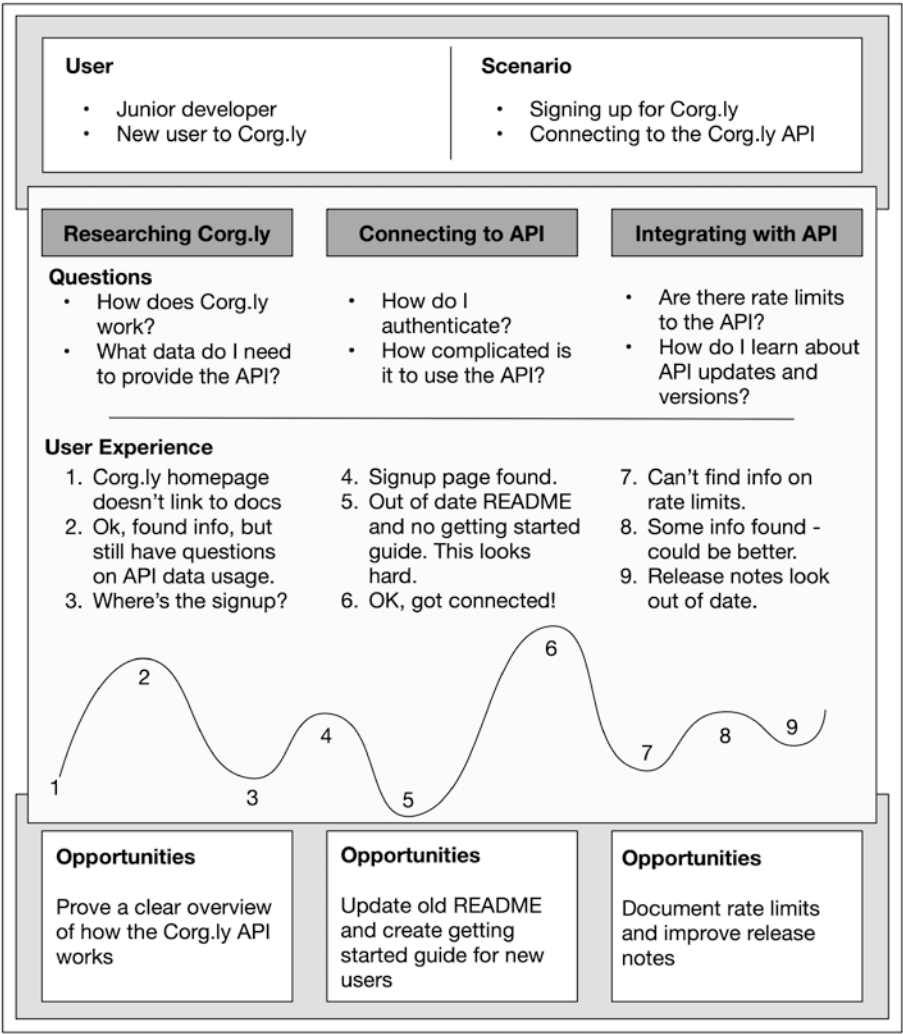 User
• Junior developer
• New user to Corg.ly
Scenario
• Signing up for Corg.ly
• Connecting to the Corg.ly API
Researching Corg.ly
Connecting to API
Integrating with API
Questions
• How does Corg.ly
work?
• What data do I need
to provide the API?
• How do I
authenticate?
• How complicated is
it to use the API?
• Are there rate limits
to the API?
• How do I learn about
API updates and
versions?
User Experience
1. Corg.ly homepage
doesn't link to docs
2. Ok, found info, but
still have questions
on API data usage.
3. Where's the signup?
4. Signup page found.
5. Out of date README
and no getting started
guide. This looks
hard.
6. OK, got connected!
7. Can't find info on
rate limits.
8. Some info found -
could be better.
9. Release notes look
out of date.
1
2
3
4
5
6
7
8
9
Opportunities
Prove a clear overview
of how the Corg.ly API
works
Opportunities
Update old README
and create getting
started guide for new
users
Opportunities
Document rate limits
and improve release
notes